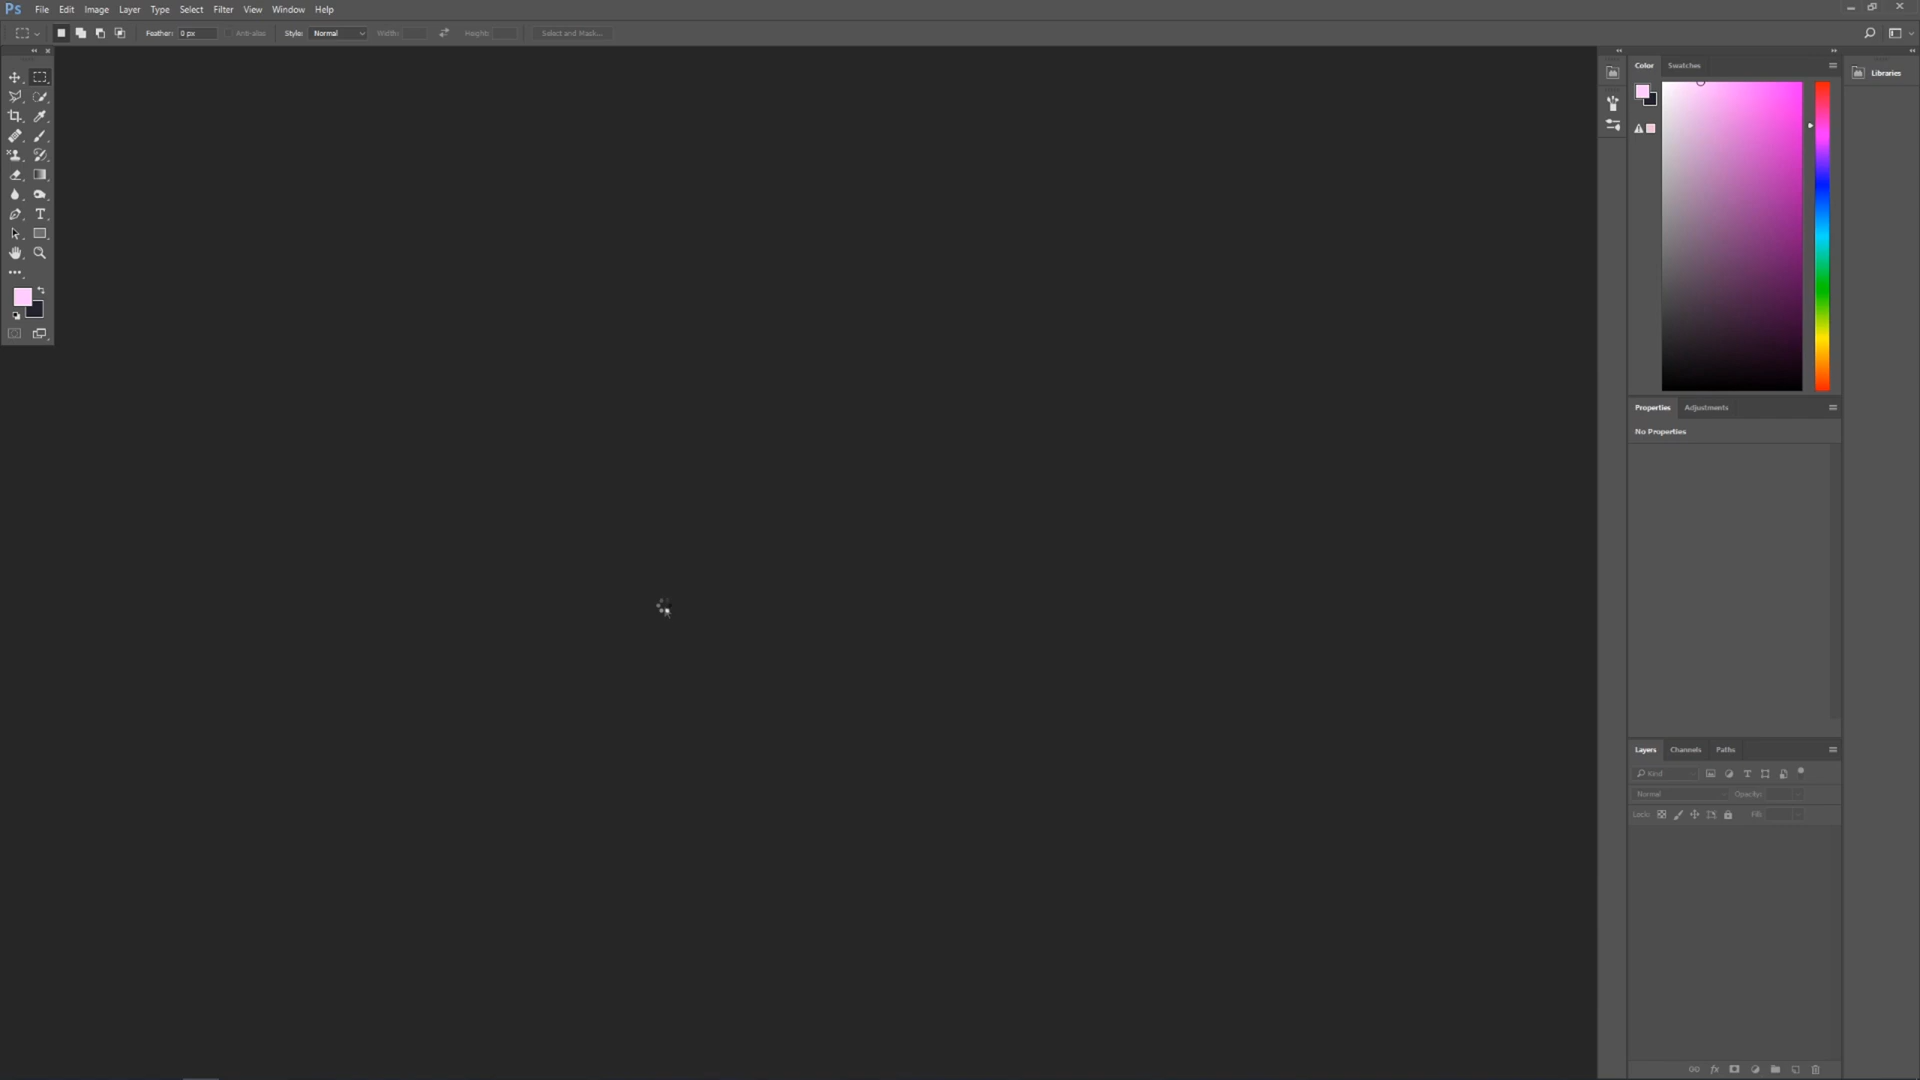 Ps File Edit Image Layer Type Select Filter View Window Help
Feather: 0 px Anti-alias Style: Normal Width: Height: Select and Mask...
Color Swatches
Libraries
Properties Adjustments
No Properties
Layers Channels Paths
Kind
Normal Opacity:
Lock: Fill: